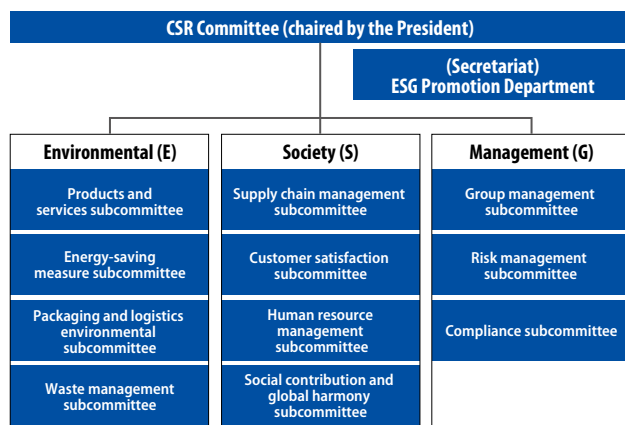 CSR Committee (chaired by the President)
(Secretariat)
ESG Promotion Department
Environmental (E)
Products and
services subcommittee
Energy-saving
measure subcommittee
Packaging and logistics
environmental
subcommittee
Waste management
subcommittee
Society (S)
Supply chain management
subcommittee
Customer satisfaction
subcommittee
Human resource
management
subcommittee
Social contribution and
global harmony
subcommittee
Management (G)
Group management
subcommittee
Risk management
subcommittee
Compliance subcommittee